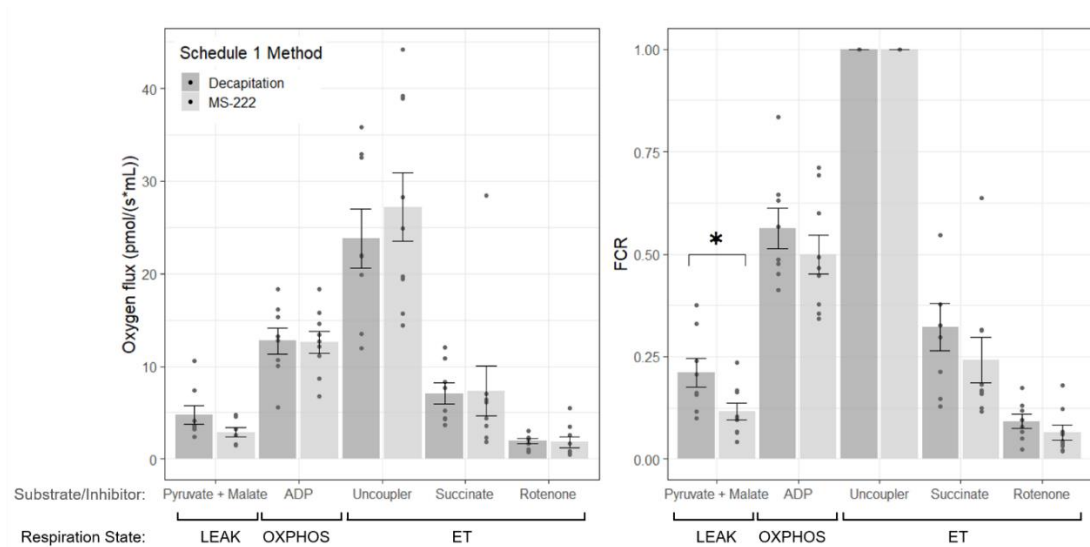 Schedule 1 Method
Decapitation
MS-222
Oxygen flux (pmol/(s*mL))
40
30
20
10
0
FCR
1.00
0.75
0.50
0.25
0.00
*
Substrate/Inhibitor: Pyruvate + Malate ADP Uncoupler Succinate Rotenone Pyruvate + Malate ADP Uncoupler Succinate Rotenone
Respiration State: LEAK OXPHOS ET LEAK OXPHOS ET